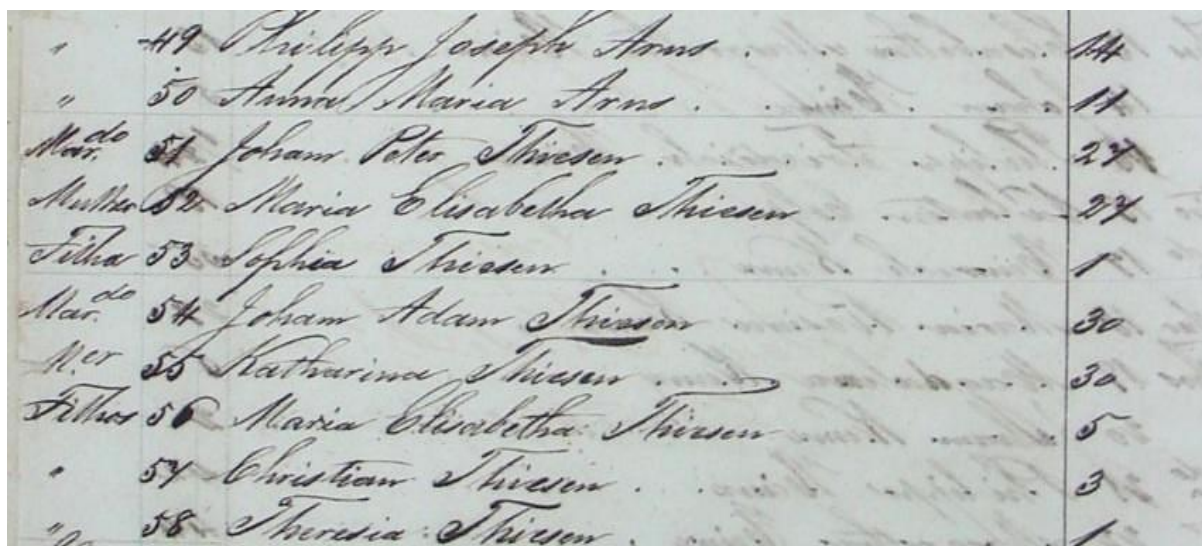 " 49 Philipp Joseph Arns . 14
" 50 Anna Maria Arns . . . . 11
Mar.do 51 Joham Peter Thiesen . . . 27
Mulher 52 Maria Elisabetha Thiesen . 27
Filha 53 Sophia Thiesen . . . . 1
Mar.do 54 Joham Adam Thiesen 30
M.er 55 Katharina Thiesen . . . 30
Filhos 56 Maria Elisabetha Thiesen 5
" 57 Christian Thiesen . . . 3
" 58 Theresia Thiesen . . . 1